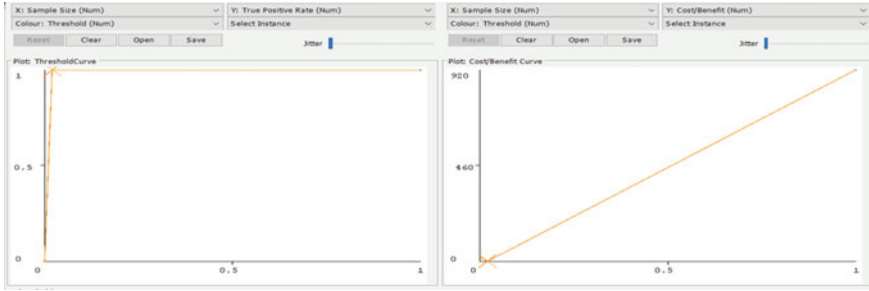 X: Sample Size (Num)
Y: True Positive Rate (Num)
Colour: Threshold (Num)
Select Instance
Reset
Clear
Open
Save
Jitter
Plot: ThresholdCurve
1
0.5
0
0
0.5
1
X: Sample Size (Num)
Y: Cost/Benefit (Num)
Colour: Threshold (Num)
Select Instance
Reset
Clear
Open
Save
Jitter
Plot: Cost/Benefit Curve
920
460
0
0
0.5
1